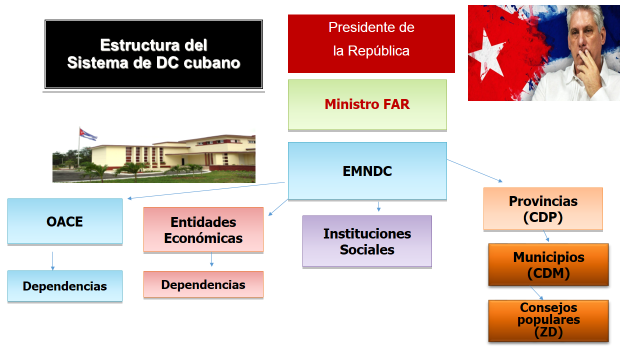 Estructura del
Sistema de DC cubano
Presidente de
la República
Ministro FAR
EMNDC
OACE
Entidades
Económicas
Instituciones
Sociales
Provincias
(CDP)
Municipios
(CDM)
Dependencias
Dependencias
Consejos
populares
(ZD)